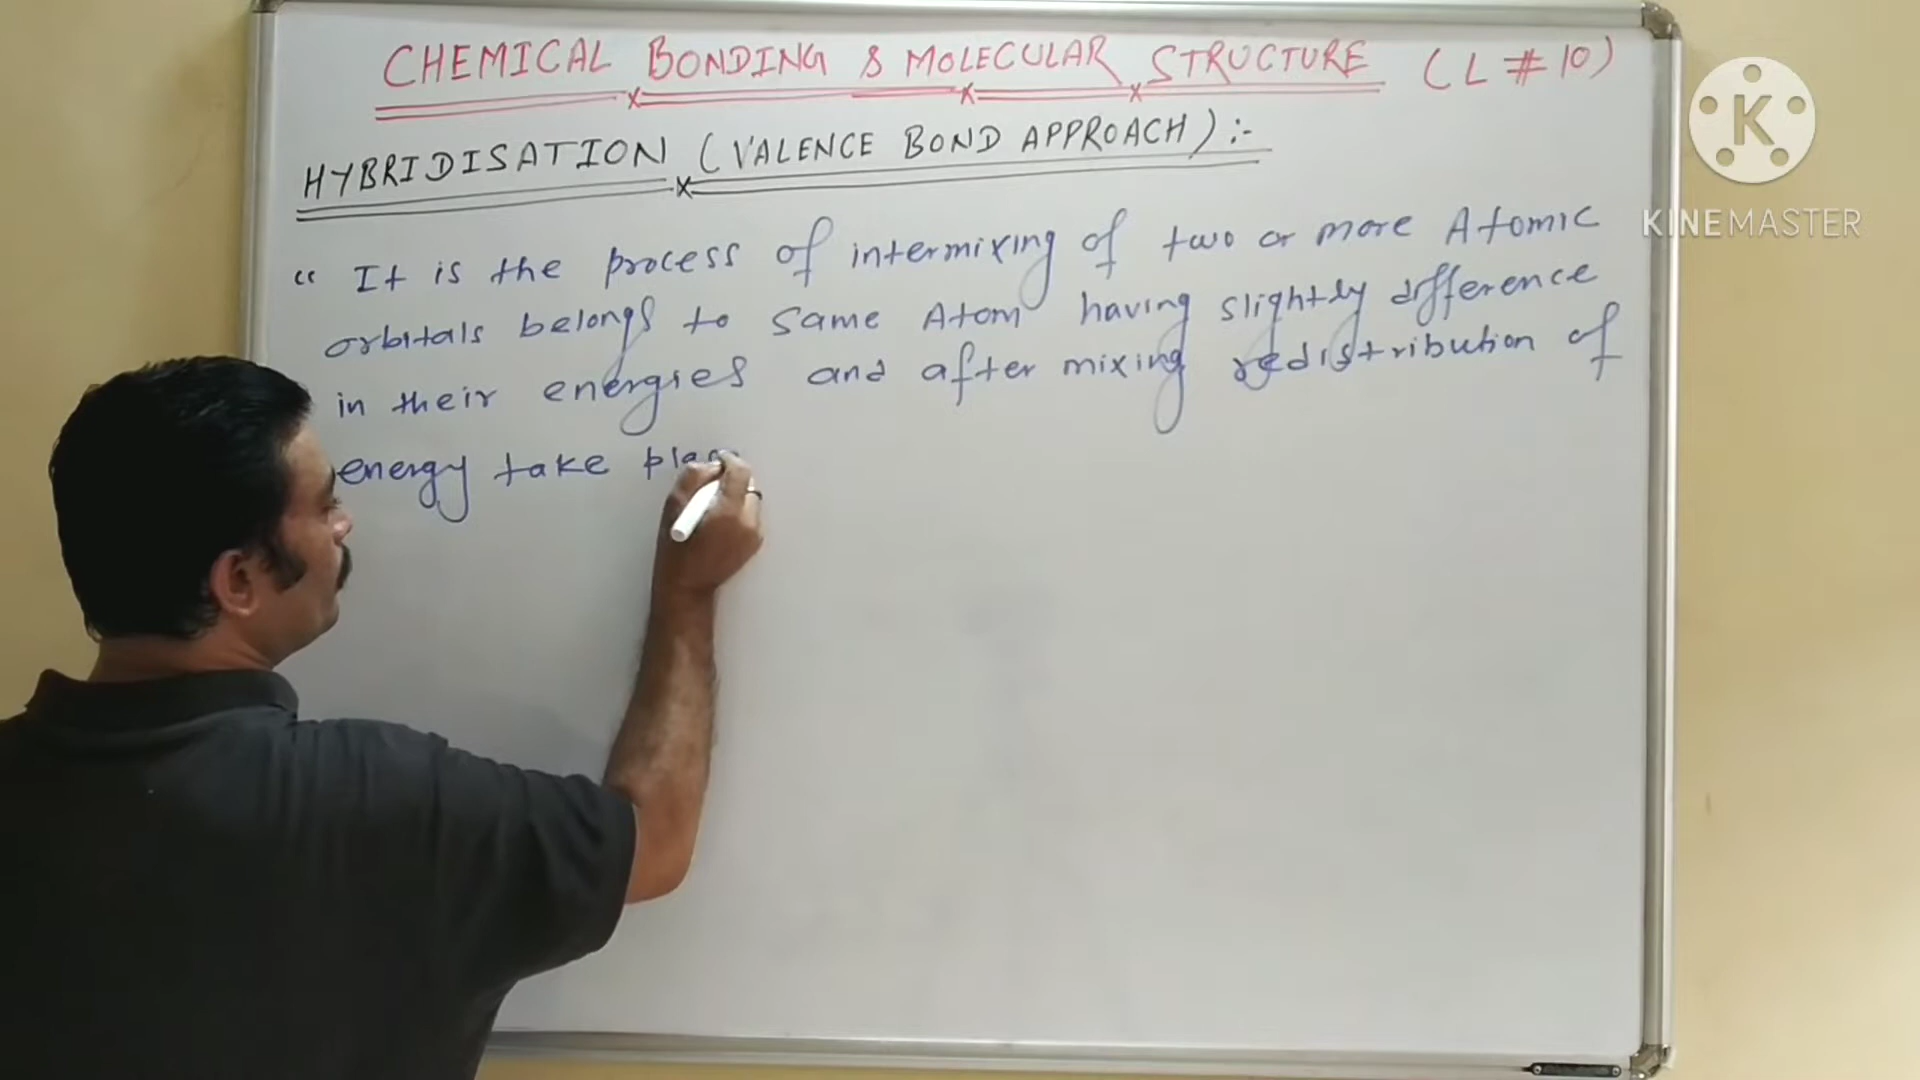 CHEMICAL BONDING & MOLECULAR STRUCTURE (L # 10)
HYBRIDISATION (VALENCE BOND APPROACH) :-
“ It is the process of intermixing of two or more Atomic
orbitals belongs to same Atom having slightly difference
in their energies and after mixing redistribution of
energy take
K
KINEMASTER